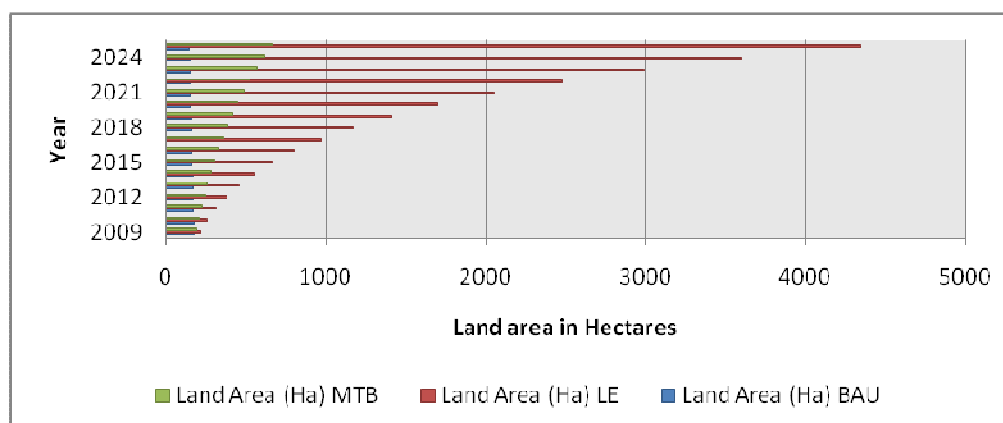 2024
2021
2018
2015
2012
2009
Year
0 1000 2000 3000 4000 5000
Land area in Hectares
Land Area (Ha) MTB Land Area (Ha) LE Land Area (Ha) BAU